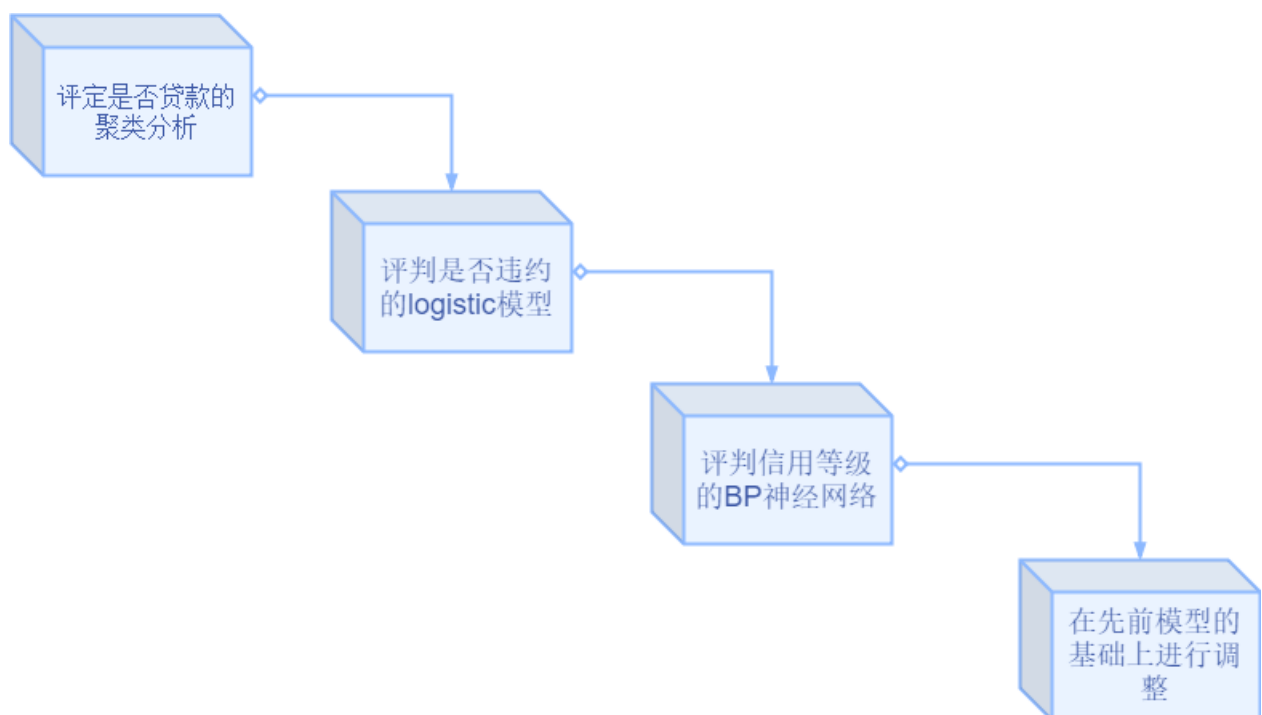 评定是否贷款的
聚类分析
评判是否违约
的logistic模型
评判信用等级
的BP神经网络
在先前模型的
基础上进行调
整